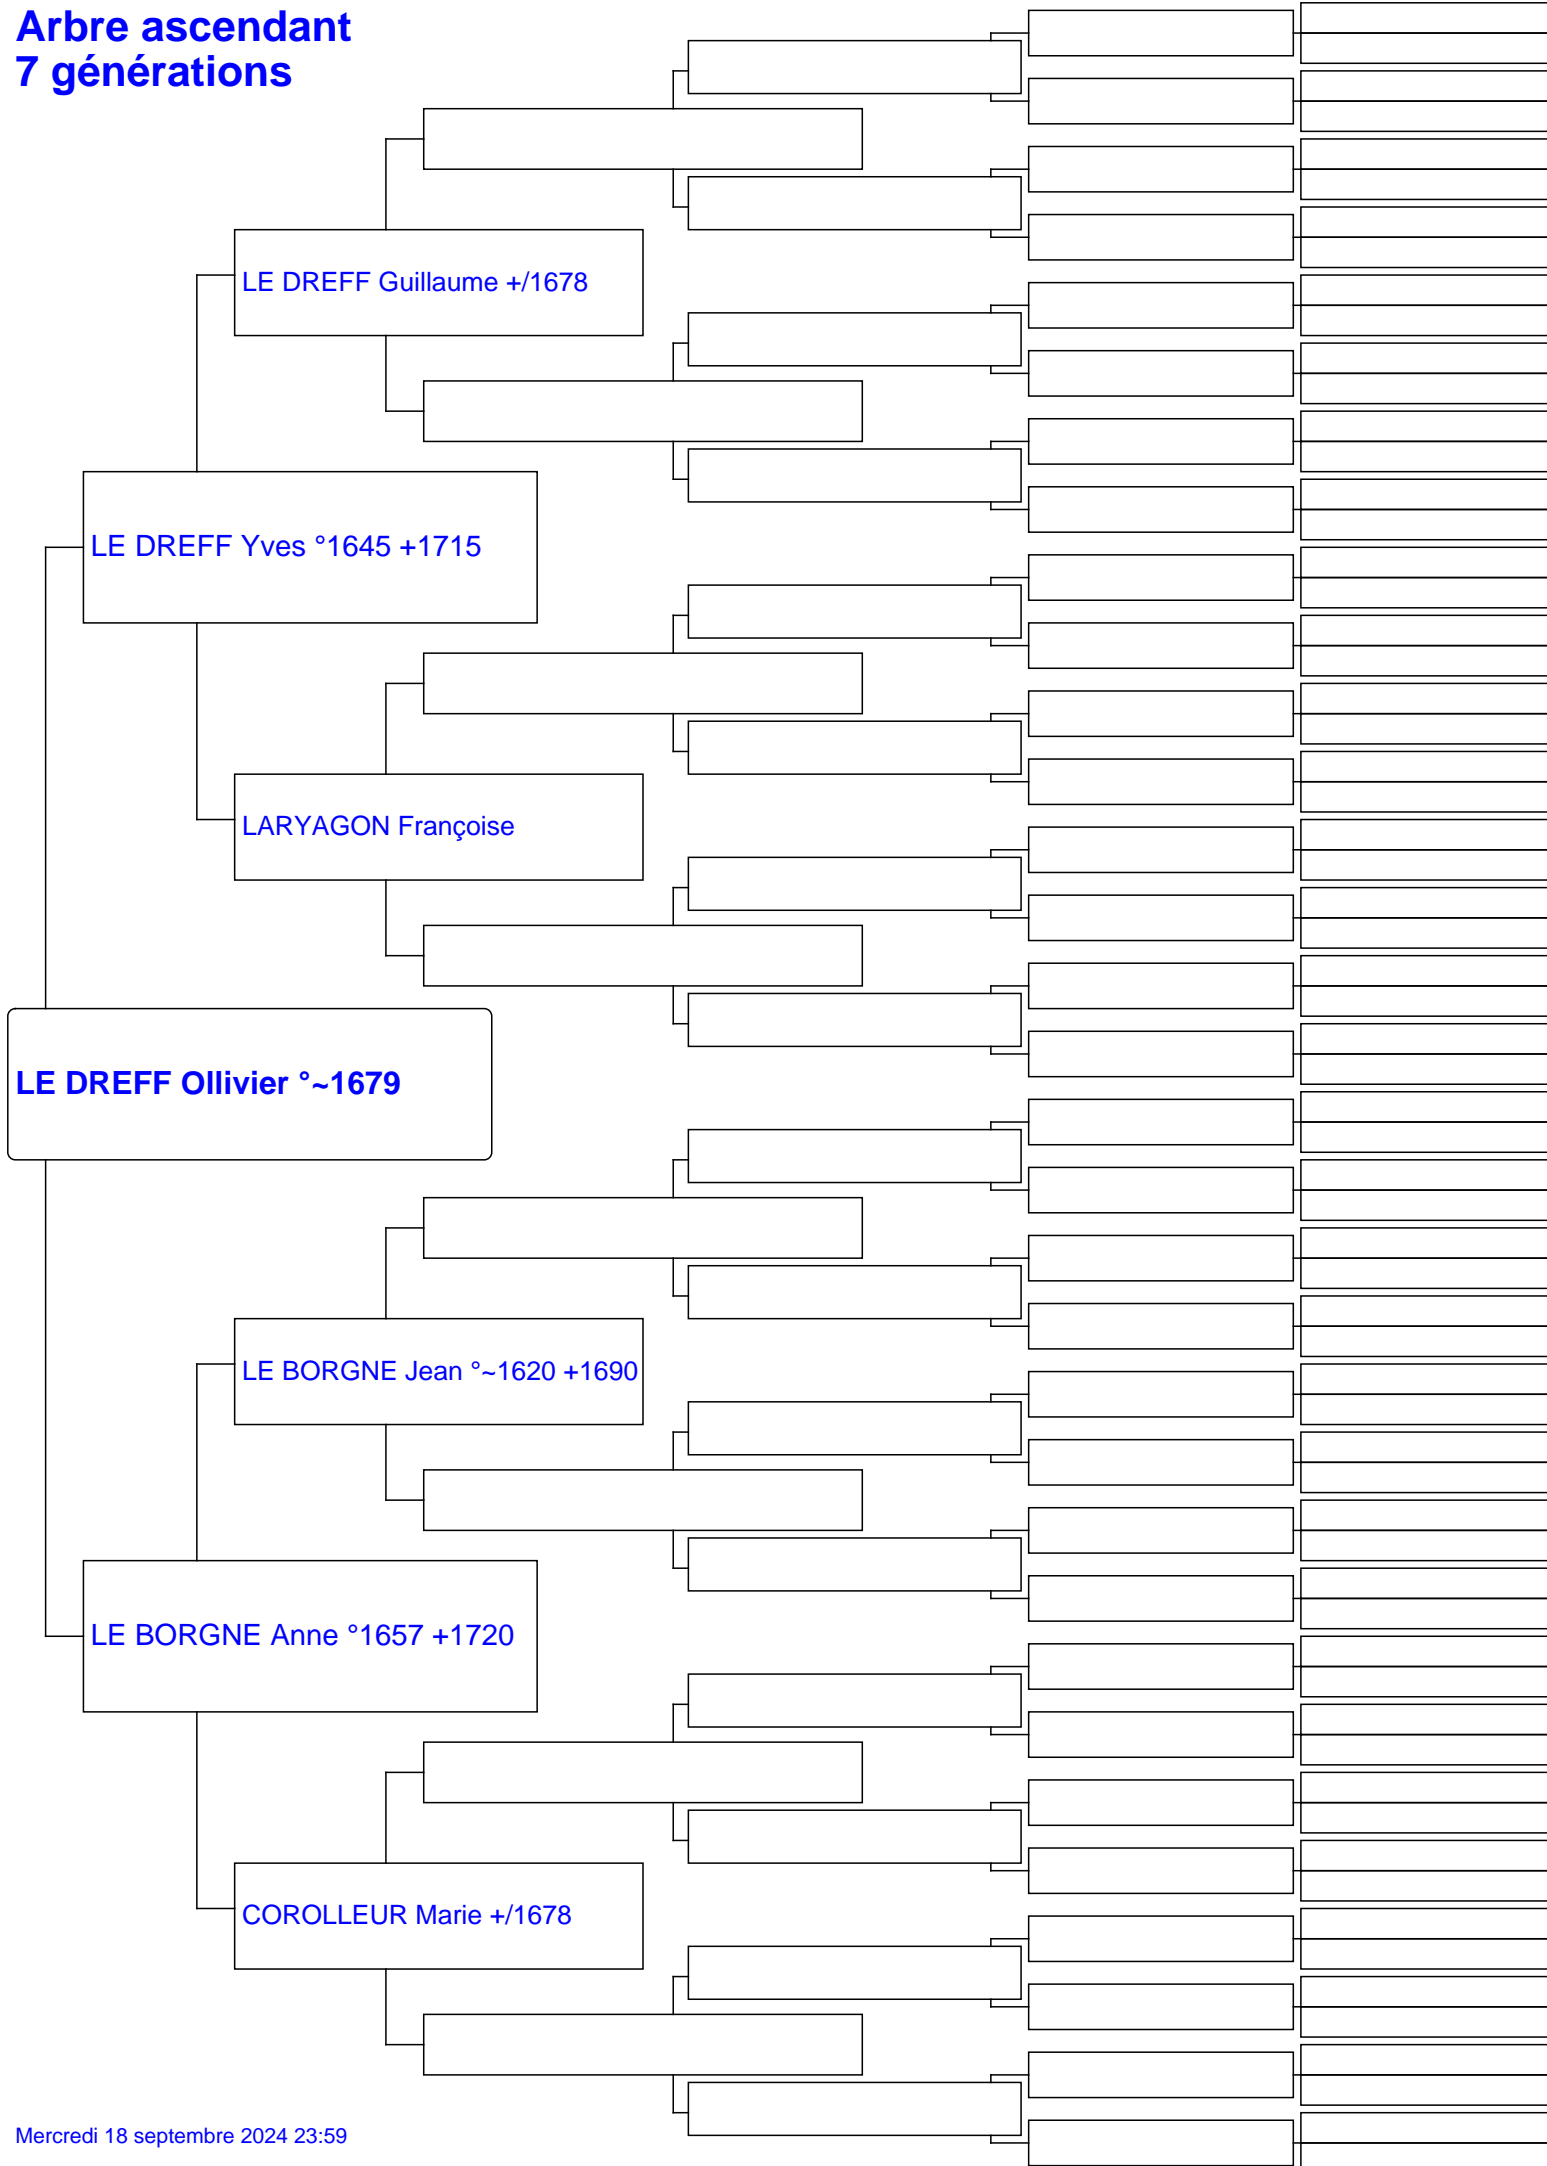 Arbre ascendant
7 générations
LE DREFF Guillaume +/1678
LE DREFF Yves °1645 +1715
LARYAGON Françoise
LE DREFF Ollivier °~1679
LE BORGNE Jean °~1620 +1690
LE BORGNE Anne °1657 +1720
COROLLEUR Marie +/1678
Mercredi 18 septembre 2024 23:59